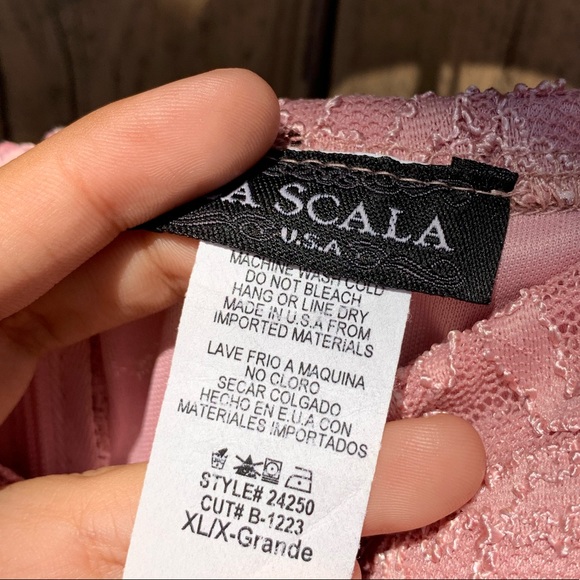 A SCALA
U.S.A
MACHINE WASH COLD
DO NOT BLEACH
HANG OR LINE DRY
MADE IN U.S.A FROM
IMPORTED MATERIALS
LAVE FRIO A MAQUINA
NO CLORO
SECAR COLGADO
HECHO EN E.U.A CON
MATERIALES IMPORTADOS
STYLE# 24250
CUT# B-1223
XL/X-Grande